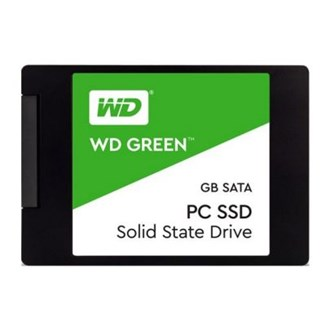 WD
WD GREEN™
GB SATA
PC SSD
Solid State Drive